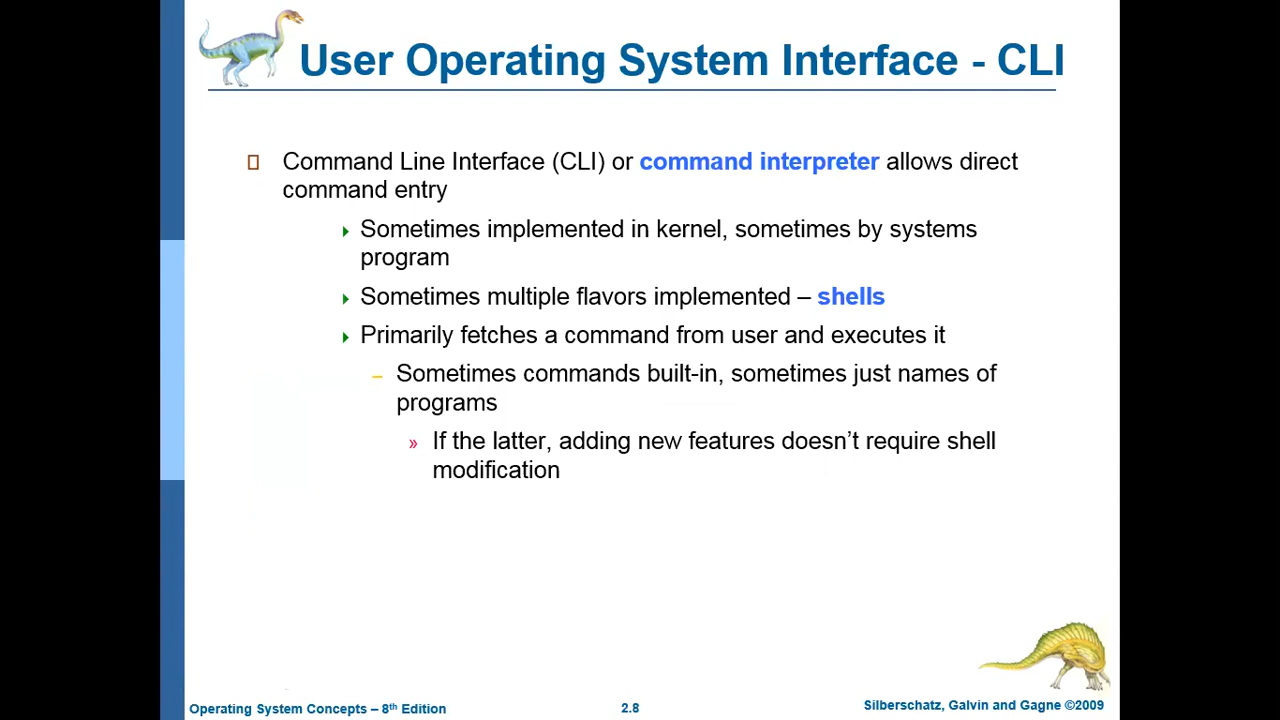 User Operating System Interface - CLI
Command Line Interface (CLI) or command interpreter allows direct
command entry
Sometimes implemented in kernel, sometimes by systems
program
Sometimes multiple flavors implemented – shells
Primarily fetches a command from user and executes it
– Sometimes commands built-in, sometimes just names of
programs
» If the latter, adding new features doesn’t require shell
modification
Operating System Concepts – 8th Edition
2.8
Silberschatz, Galvin and Gagne ©2009